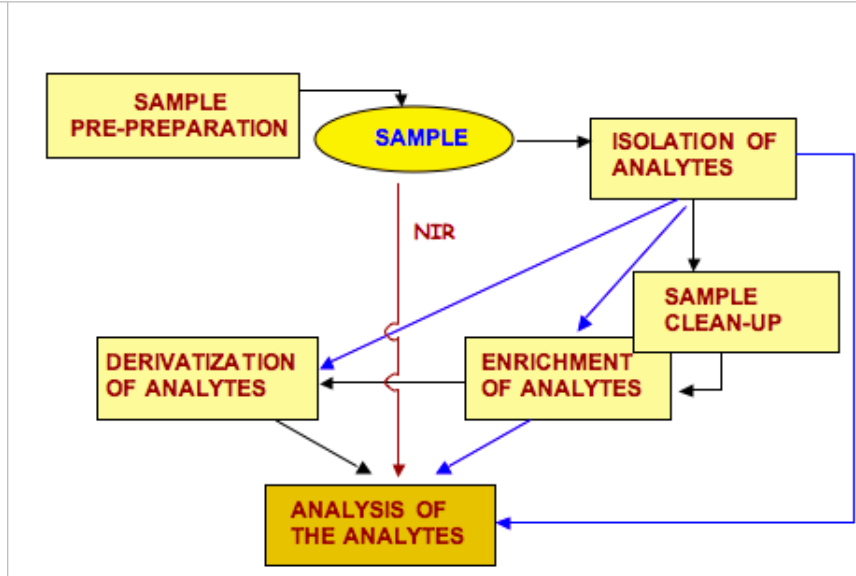 SAMPLE
PRE-PREPARATION
SAMPLE
ISOLATION OF
ANALYTES
NIR
SAMPLE
CLEAN-UP
DERIVATIZATION
OF ANALYTES
ENRICHMENT
OF ANALYTES
ANALYSIS OF
THE ANALYTES